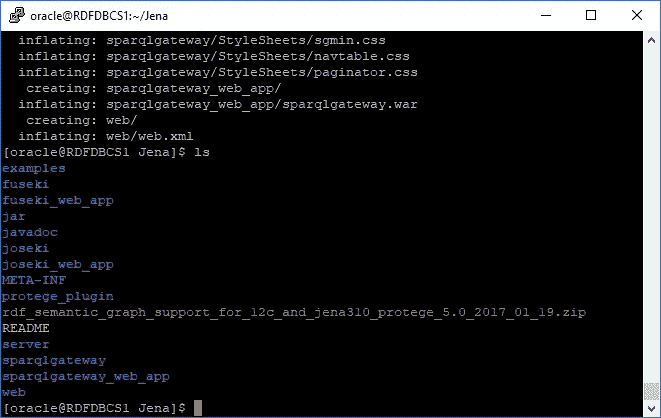 oracle@RDFDBCS1:~/Jena
inflating: sparqlgateway/StyleSheets/sgmin.css
inflating: sparqlgateway/StyleSheets/navtable.css
inflating: sparqlgateway/StyleSheets/paginator.css
creating: sparqlgateway_web_app/
inflating: sparqlgateway_web_app/sparqlgateway.war
creating: web/
inflating: web/web.xml
[oracle@RDFDBCS1 Jena]$ ls
examples
fuseki
fuseki_web_app
jar
javadoc
joseki
joseki_web_app
META-INF
protege_plugin
rdf_semantic_graph_support_for_12c_and_jena310_protege_5.0_2017_01_19.zip
README
server
sparqlgateway
sparqlgateway_web_app
web
[oracle@RDFDBCS1 Jena]$